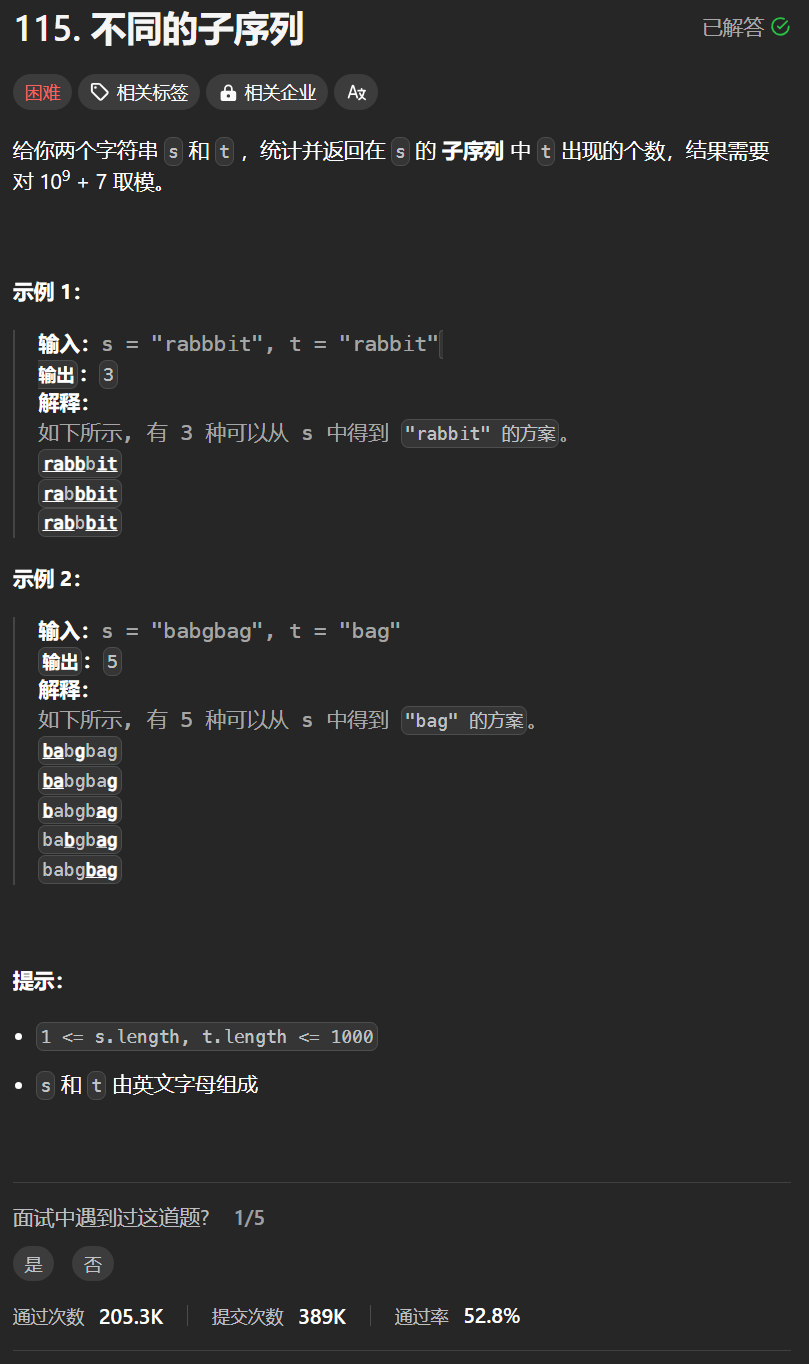 115. 不同的子序列
已解答
困难 相关标签 相关企业 Aあ
给你两个字符串 s 和 t ，统计并返回在 s 的 子序列 中 t 出现的个数，结果需要
对 10⁹ + 7 取模。
示例 1：
输入：s = "rabbbit", t = "rabbit"
输出：3
解释：
如下所示, 有 3 种可以从 s 中得到 "rabbit" 的方案。
rabbbit
rabbbit
rabbbit
示例 2：
输入：s = "babgbag", t = "bag"
输出：5
解释：
如下所示, 有 5 种可以从 s 中得到 "bag" 的方案。
babgbag
babgbag
babgbag
babgbag
babgbag
提示：
1 <= s.length, t.length <= 1000
s 和 t 由英文字母组成
面试中遇到过这道题? 1/5
是 否
通过次数 205.3K 提交次数 389K 通过率 52.8%